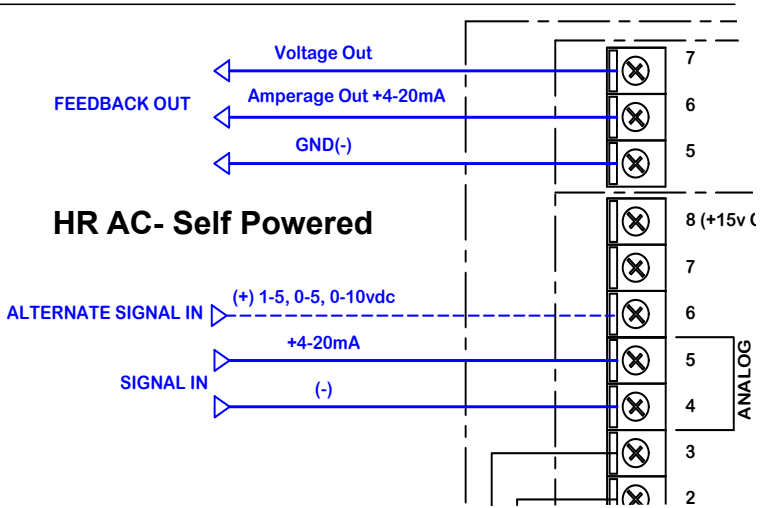 Voltage Out
7
FEEDBACK OUT
Amperage Out +4-20mA
6
GND(-)
5
HR AC- Self Powered
8 (+15v
7
(+) 1-5, 0-5, 0-10vdc
ALTERNATE SIGNAL IN
6
+4-20mA
5
SIGNAL IN
(-)
4
ANALOG
3
2